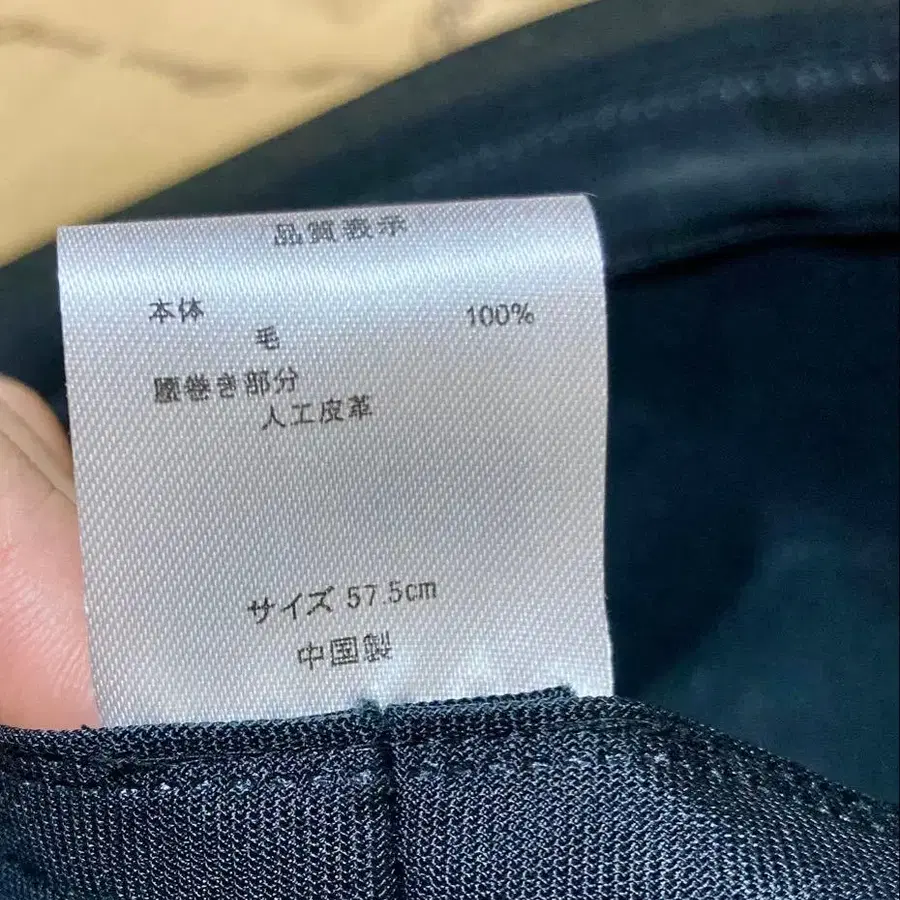 品質表示
本体
毛 100%
腰巻き部分
人工皮革
サイズ 57.5cm
中国製